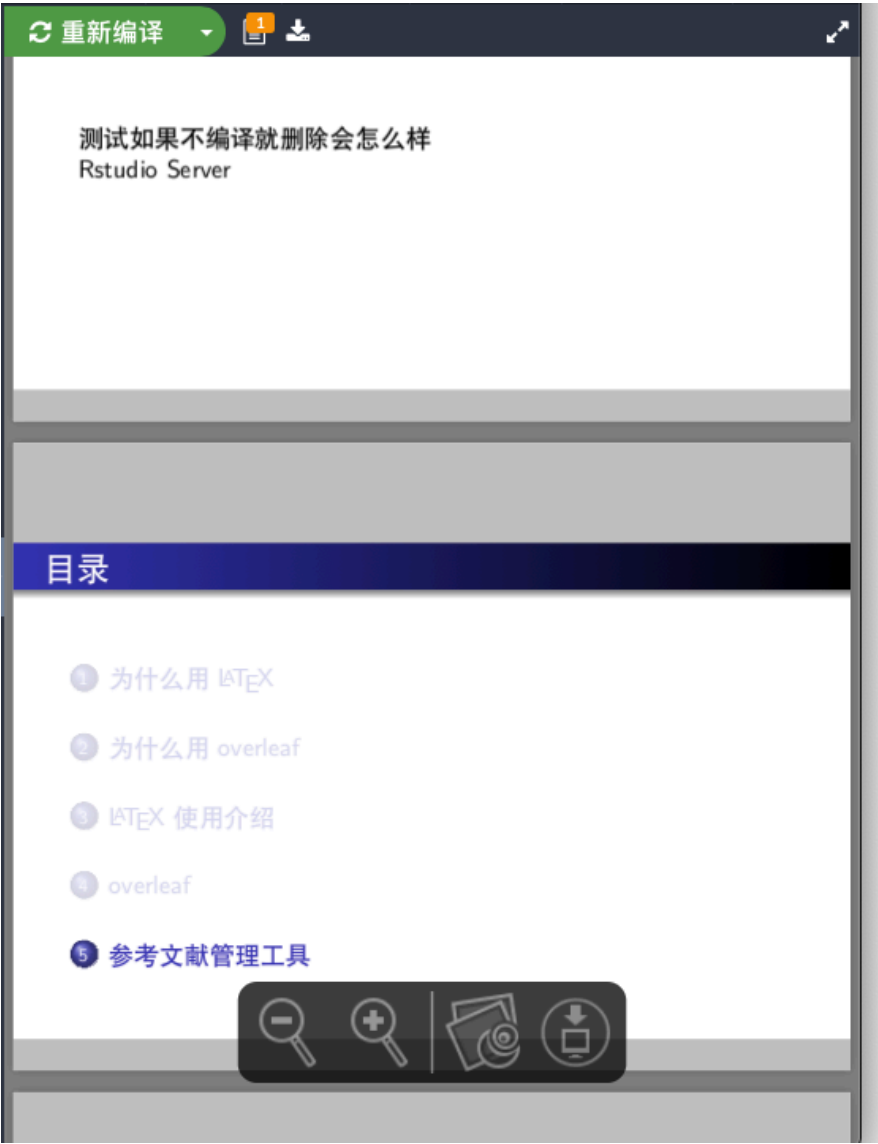 重新编译
1
测试如果不编译就删除会怎么样
Rstudio Server
目录
1 为什么用 LATEX
2 为什么用 overleaf
3 LATEX 使用介绍
4 overleaf
5 参考文献管理工具